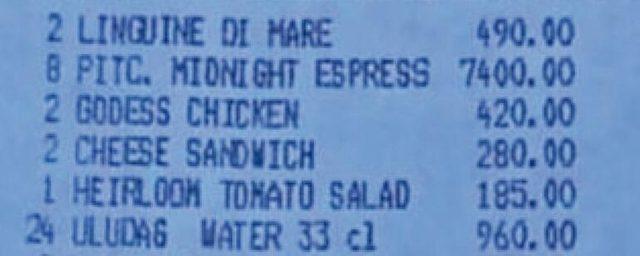 2 LINGUINE DI MARE 490.00
8 PITC. MIDNIGHT ESPRESS 7400.00
2 GODESS CHICKEN 420.00
2 CHEESE SANDWICH 280.00
1 HEIRLOOM TOMATO SALAD 185.00
24 ULUDAG WATER 33 cl 960.00